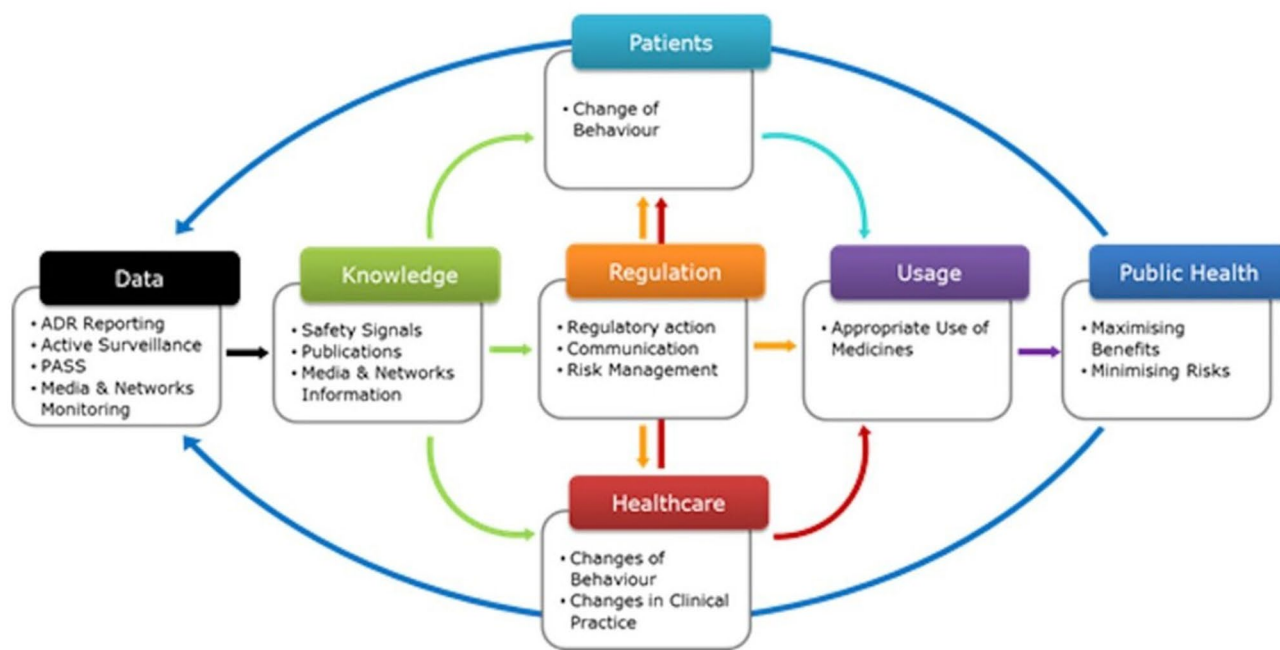 Patients
• Change of
Behaviour
Data
• ADR Reporting
• Active Surveillance
• PASS
• Media & Networks
Monitoring
Knowledge
• Safety Signals
• Publications
• Media & Networks
Information
Regulation
• Regulatory action
• Communication
• Risk Management
Usage
• Appropriate Use of
Medicines
Public Health
• Maximising
Benefits
• Minimising Risks
Healthcare
• Changes of
Behaviour
• Changes in Clinical
Practice